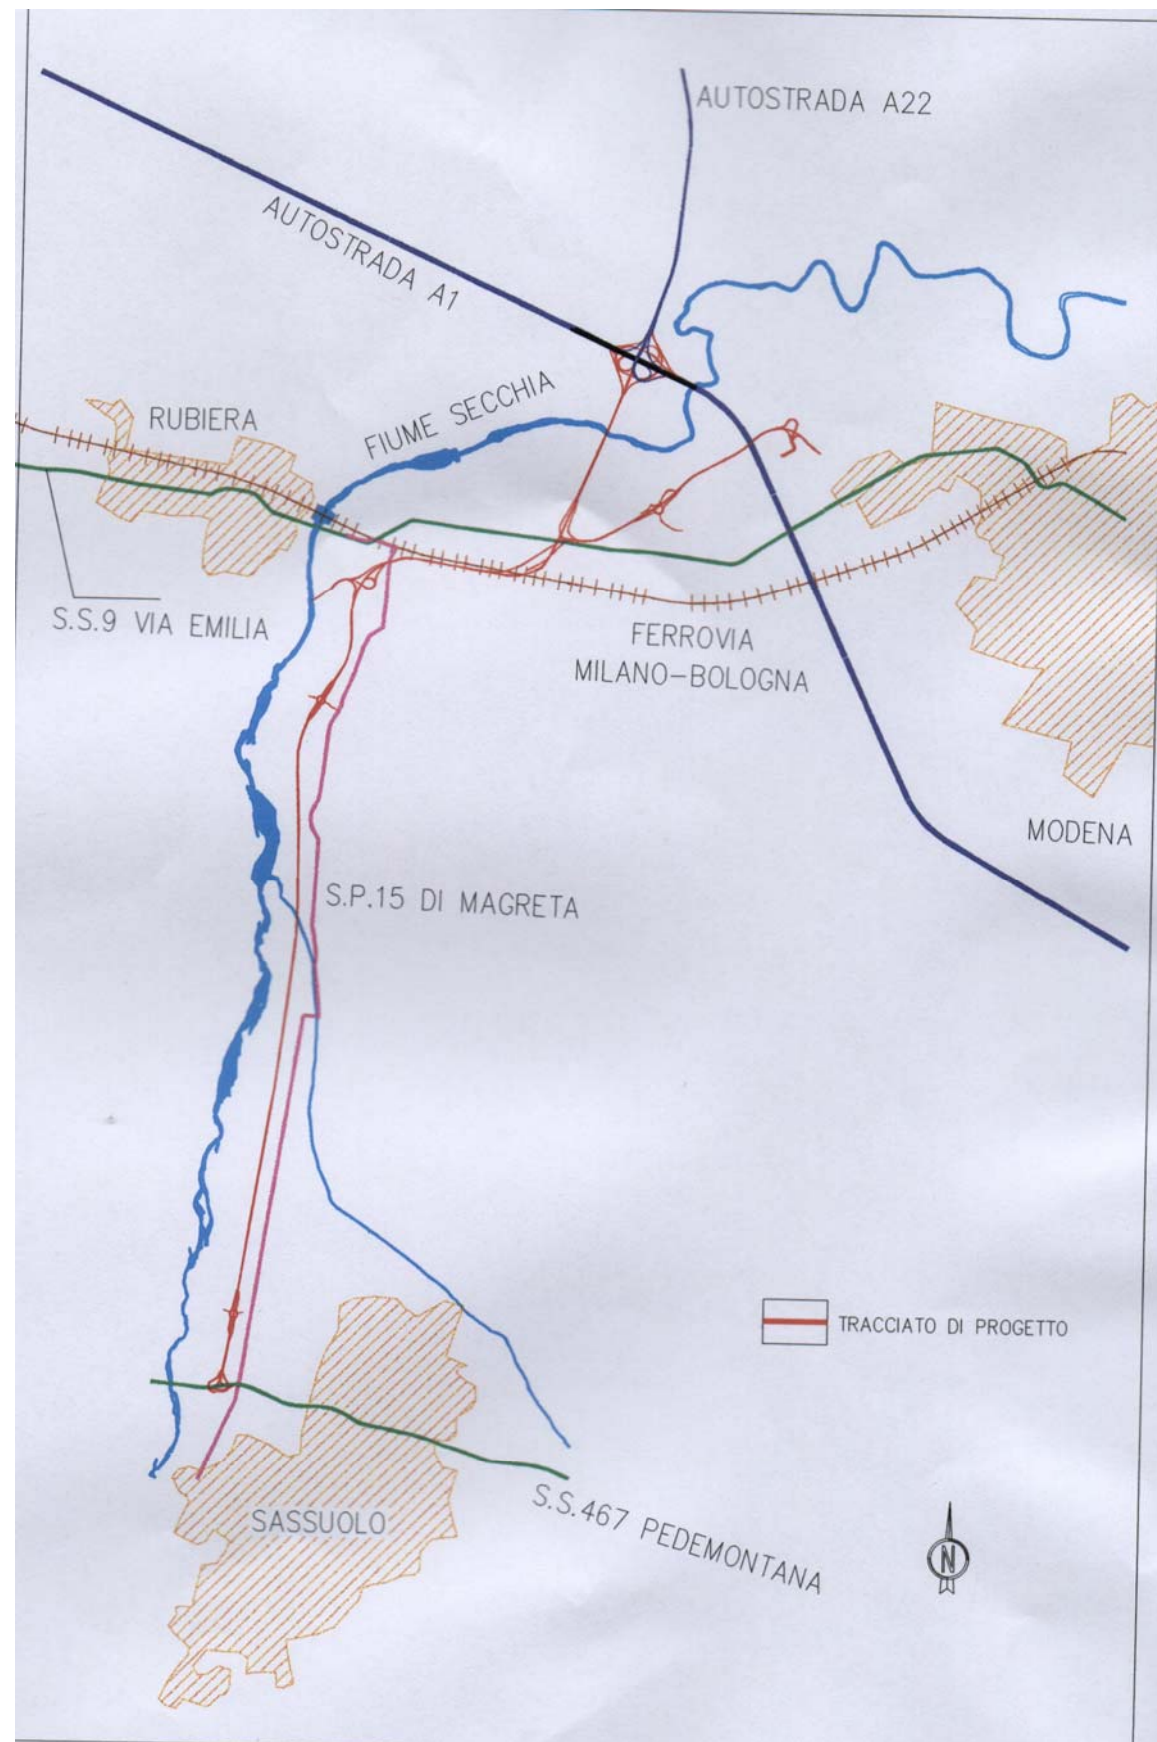 AUTOSTRADA A22
AUTOSTRADA A1
RUBIERA
FIUME SECCHIA
S.S.9 VIA EMILIA
FERROVIA
MILANO-BOLOGNA
MODENA
S.P.15 DI MAGRETA
TRACCIATO DI PROGETTO
SASSUOLO
S.S.467 PEDEMONTANA
N